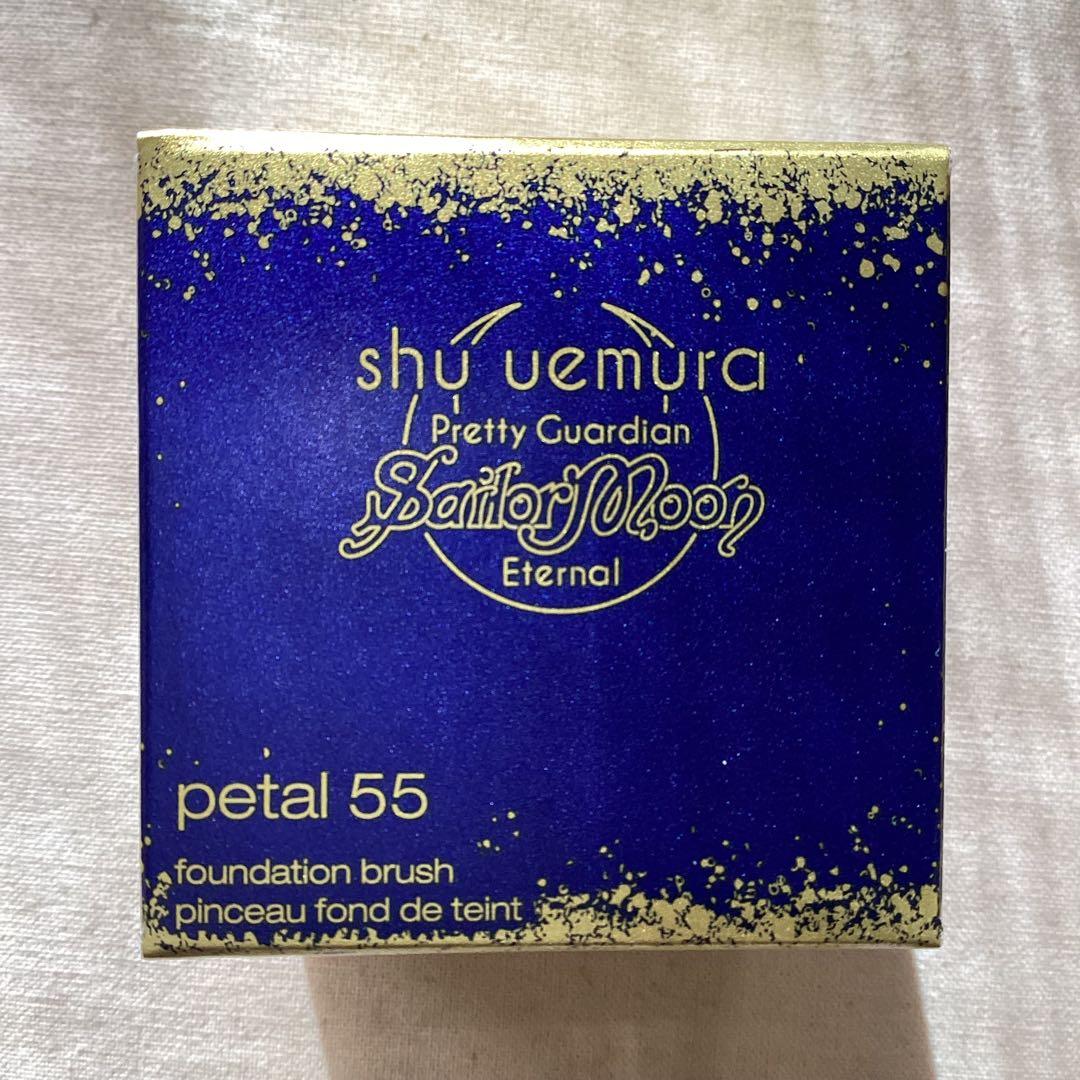 shu uemura
Pretty Guardian
Sailor Moon
Eternal
petal 55
foundation brush
pinceau fond de teint